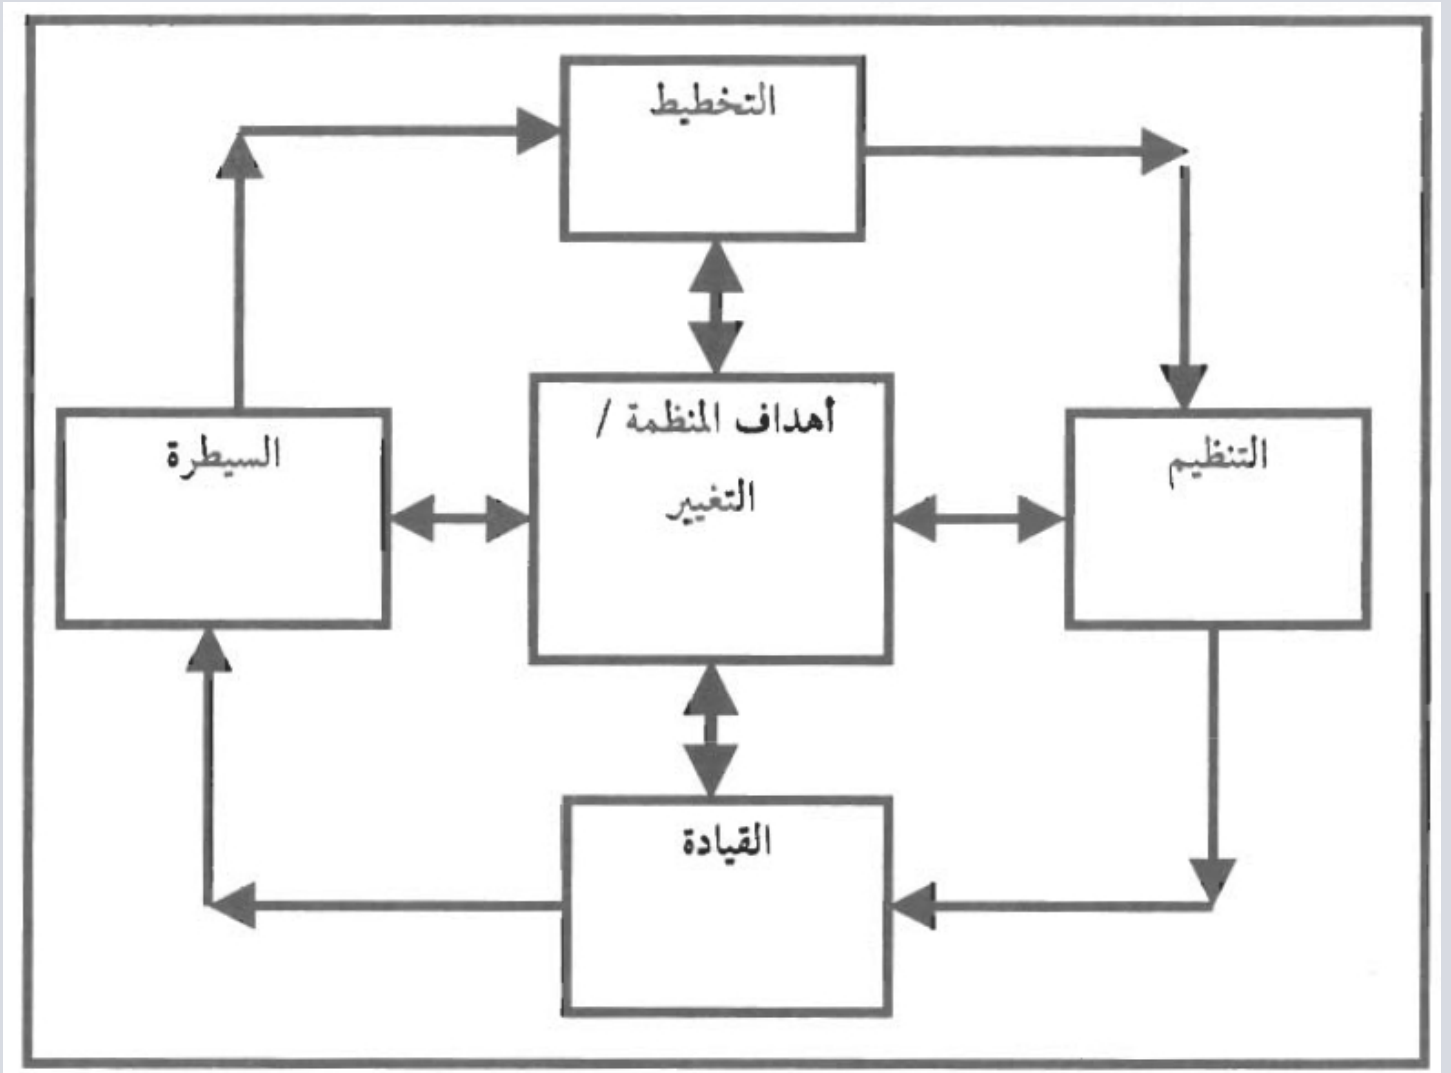 التخطيط
أهداف المنظمة /
التغيير
التنظيم
السيطرة
القيادة